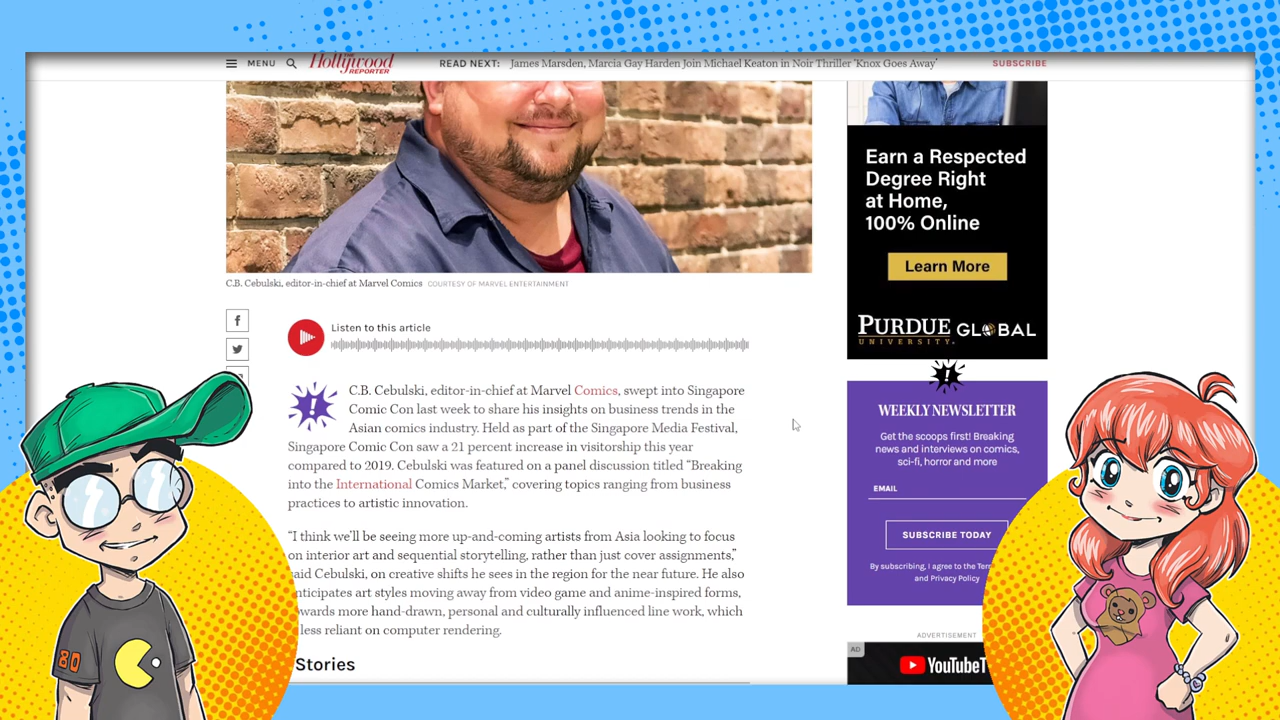 MENU
The Hollywood REPORTER
READ NEXT: James Marsden, Marcia Gay Harden Join Michael Keaton in Noir Thriller 'Knox Goes Away'
SUBSCRIBE
C.B. Cebulski, editor-in-chief at Marvel Comics COURTESY OF MARVEL ENTERTAINMENT
Listen to this article
C.B. Cebulski, editor-in-chief at Marvel Comics, swept into Singapore
Comic Con last week to share his insights on business trends in the
Asian comics industry. Held as part of the Singapore Media Festival,
Singapore Comic Con saw a 21 percent increase in visitorship this year
compared to 2019. Cebulski was featured on a panel discussion titled “Breaking
into the International Comics Market,” covering topics ranging from business
practices to artistic innovation.
“I think we’ll be seeing more up-and-coming artists from Asia looking to focus
on interior art and sequential storytelling, rather than just cover assignments,”
said Cebulski, on creative shifts he sees in the region for the near future. He also
anticipates art styles moving away from video game and anime-inspired forms,
towards more hand-drawn, personal and culturally influenced line work, which
less reliant on computer rendering.
Stories
Earn a Respected
Degree Right
at Home,
100% Online
Learn More
PURDUE GLOBAL
UNIVERSITY
WEEKLY NEWSLETTER
Get the scoops first! Breaking
news and interviews on comics,
sci-fi, horror and more
EMAIL
SUBSCRIBE TODAY
By subscribing, I agree to the
and Privacy Policy
ADVERTISEMENT
AD
YouTube
80